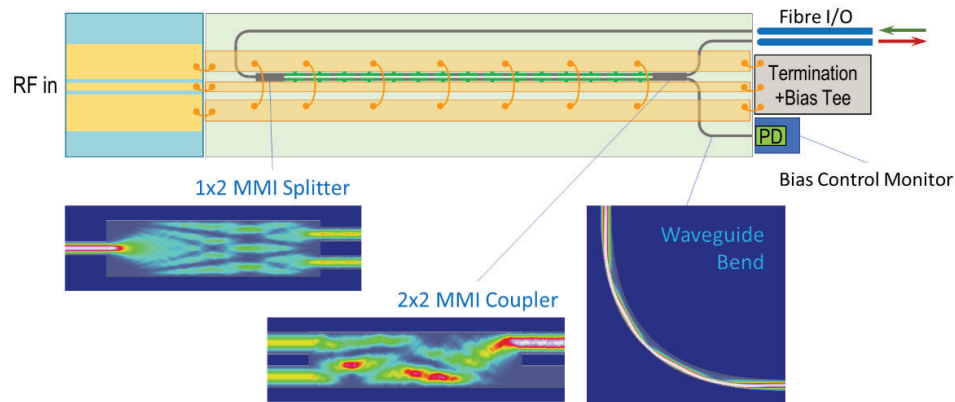 Fibre I/O
RF in
Termination
+Bias Tee
PD
Bias Control Monitor
1x2 MMI Splitter
Waveguide
Bend
2x2 MMI Coupler